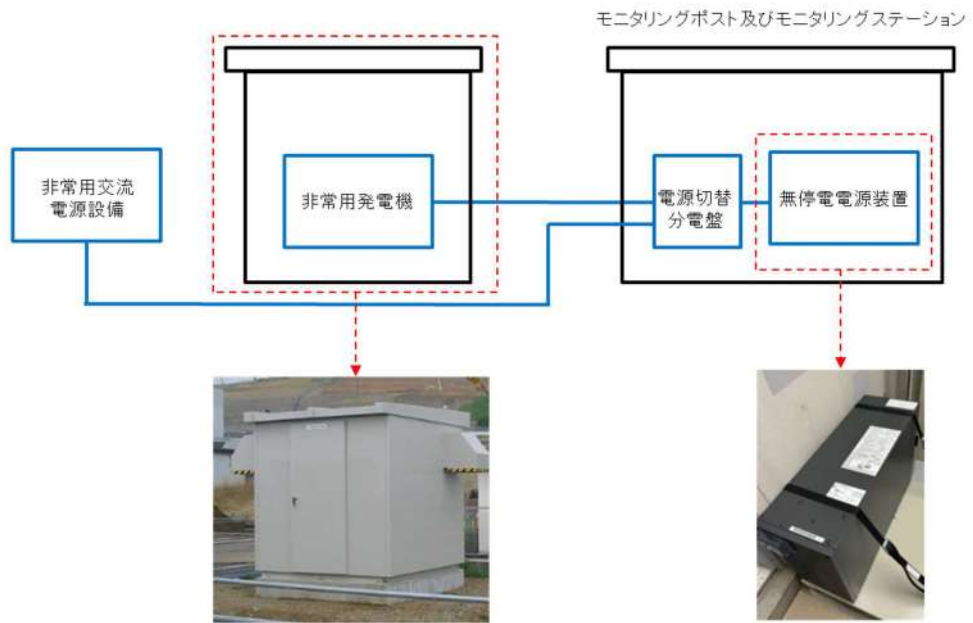 モニタリングポスト及びモニタリングステーション
非常用交流
電源設備
非常用発電機
電源切替
分電盤
無停電電源装置